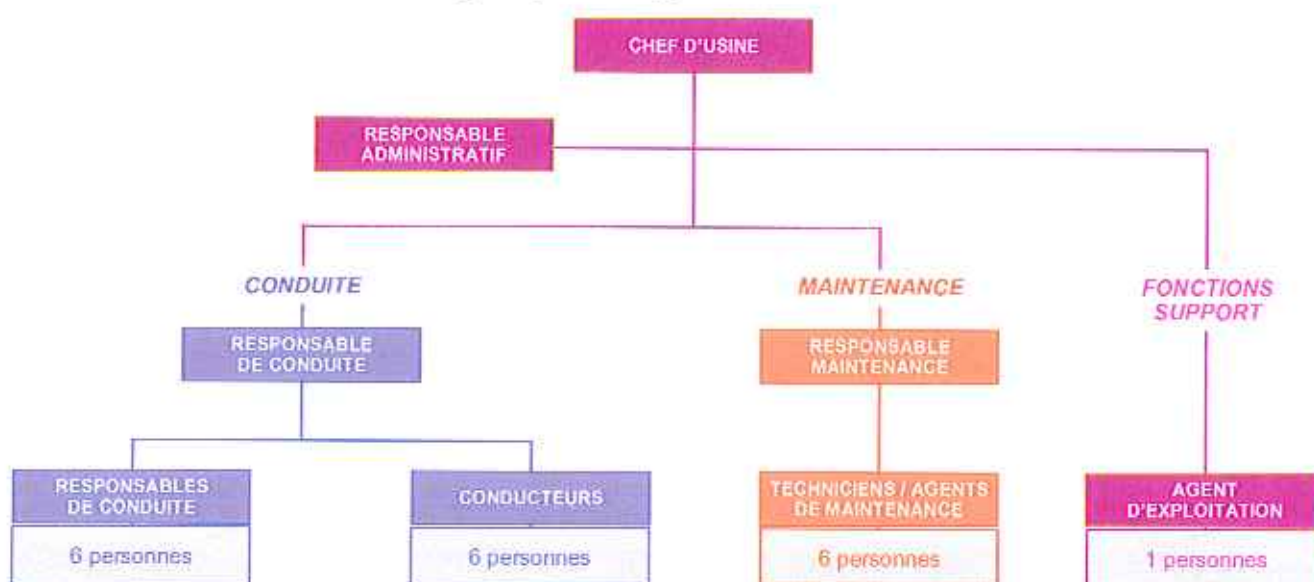 CHEF D'USINE
RESPONSABLE
ADMINISTRATIF
CONDUITE
MAINTENANCE
FONCTIONS
SUPPORT
RESPONSABLE
DE CONDUITE
RESPONSABLE
MAINTENANCE
RESPONSABLES
DE CONDUITE
6 personnes
CONDUCTEURS
6 personnes
TECHNICIENS / AGENTS
DE MAINTENANCE
6 personnes
AGENT
D'EXPLOITATION
1 personnes